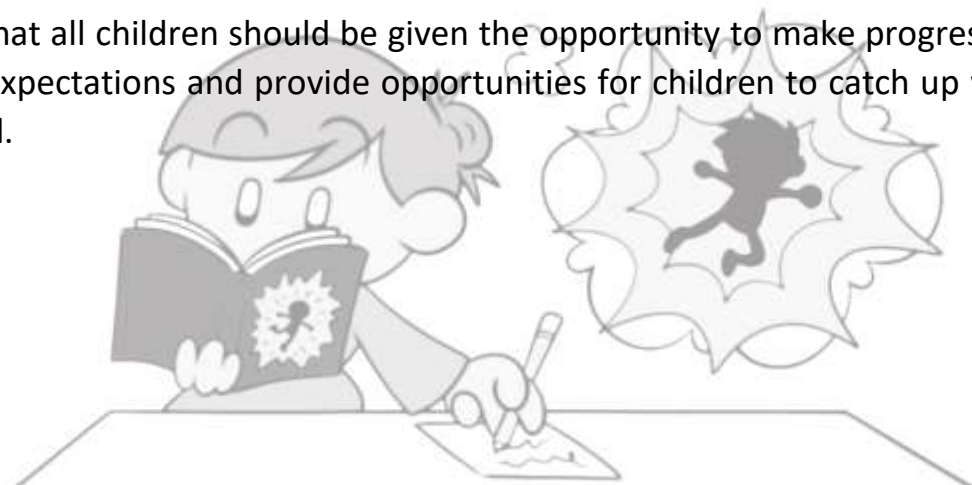 hat all children should be given the opportunity to make progres
xpectations and provide opportunities for children to catch up
.